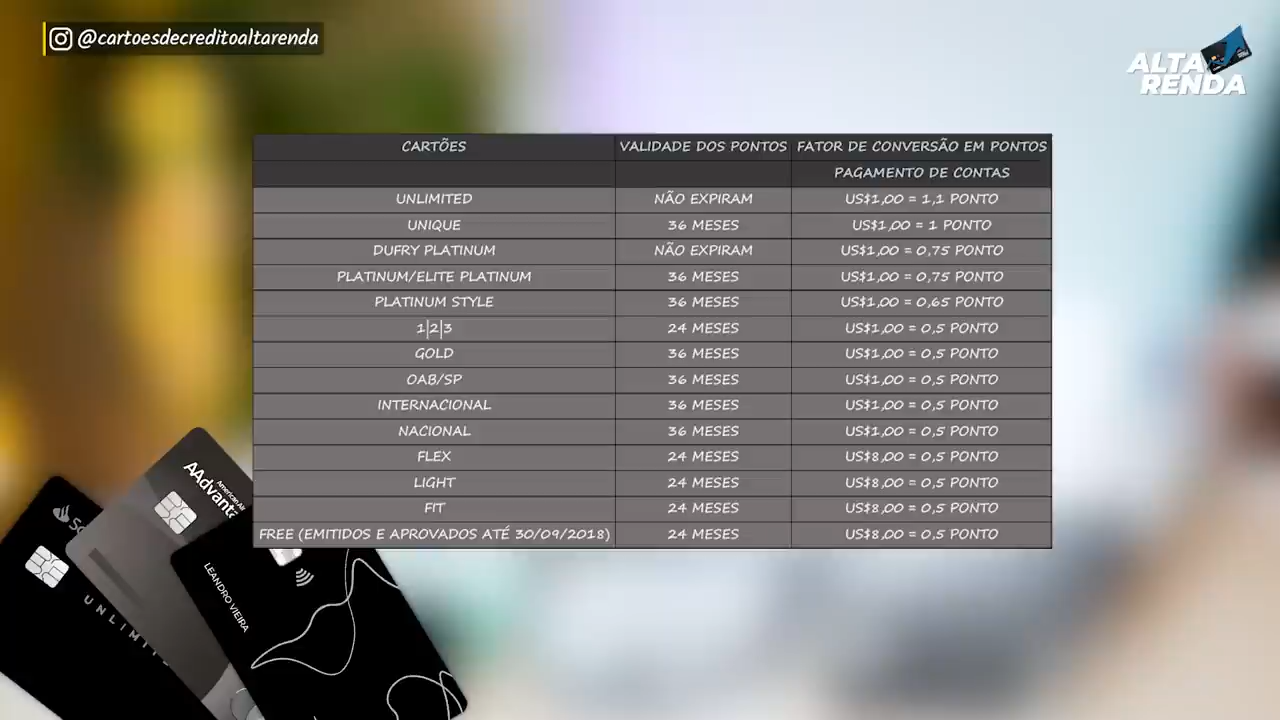 @cartoesdecreditoaltarenda
ALTA
RENDA
CARTÕES VALIDADE DOS PONTOS FATOR DE CONVERSÃO EM PONTOS
PAGAMENTO DE CONTAS
UNLIMITED NÃO EXPIRAM US$1,00 = 1,1 PONTO
UNIQUE 36 MESES US$1,00 = 1 PONTO
DUFRY PLATINUM NÃO EXPIRAM US$1,00 = 0,75 PONTO
PLATINUM/ELITE PLATINUM 36 MESES US$1,00 = 0,75 PONTO
PLATINUM STYLE 36 MESES US$1,00 = 0,65 PONTO
1|2|3 24 MESES US$1,00 = 0,5 PONTO
GOLD 36 MESES US$1,00 = 0,5 PONTO
OAB/SP 36 MESES US$1,00 = 0,5 PONTO
INTERNACIONAL 36 MESES US$1,00 = 0,5 PONTO
NACIONAL 36 MESES US$1,00 = 0,5 PONTO
FLEX 24 MESES US$8,00 = 0,5 PONTO
LIGHT 24 MESES US$8,00 = 0,5 PONTO
FIT 24 MESES US$8,00 = 0,5 PONTO
FREE (EMITIDOS E APROVADOS ATÉ 30/09/2018) 24 MESES US$8,00 = 0,5 PONTO
LEANDRO VIEIRA